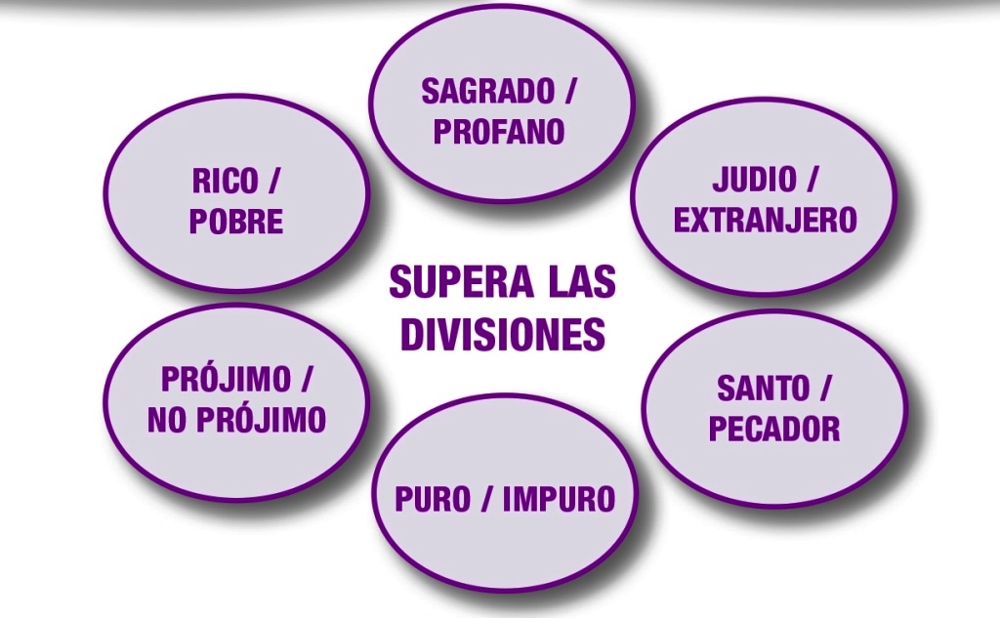 SAGRADO /
PROFANO
RICO /
POBRE
JUDIO /
EXTRANJERO
SUPERA LAS
DIVISIONES
PRÓJIMO /
NO PRÓJIMO
SANTO /
PECADOR
PURO / IMPURO